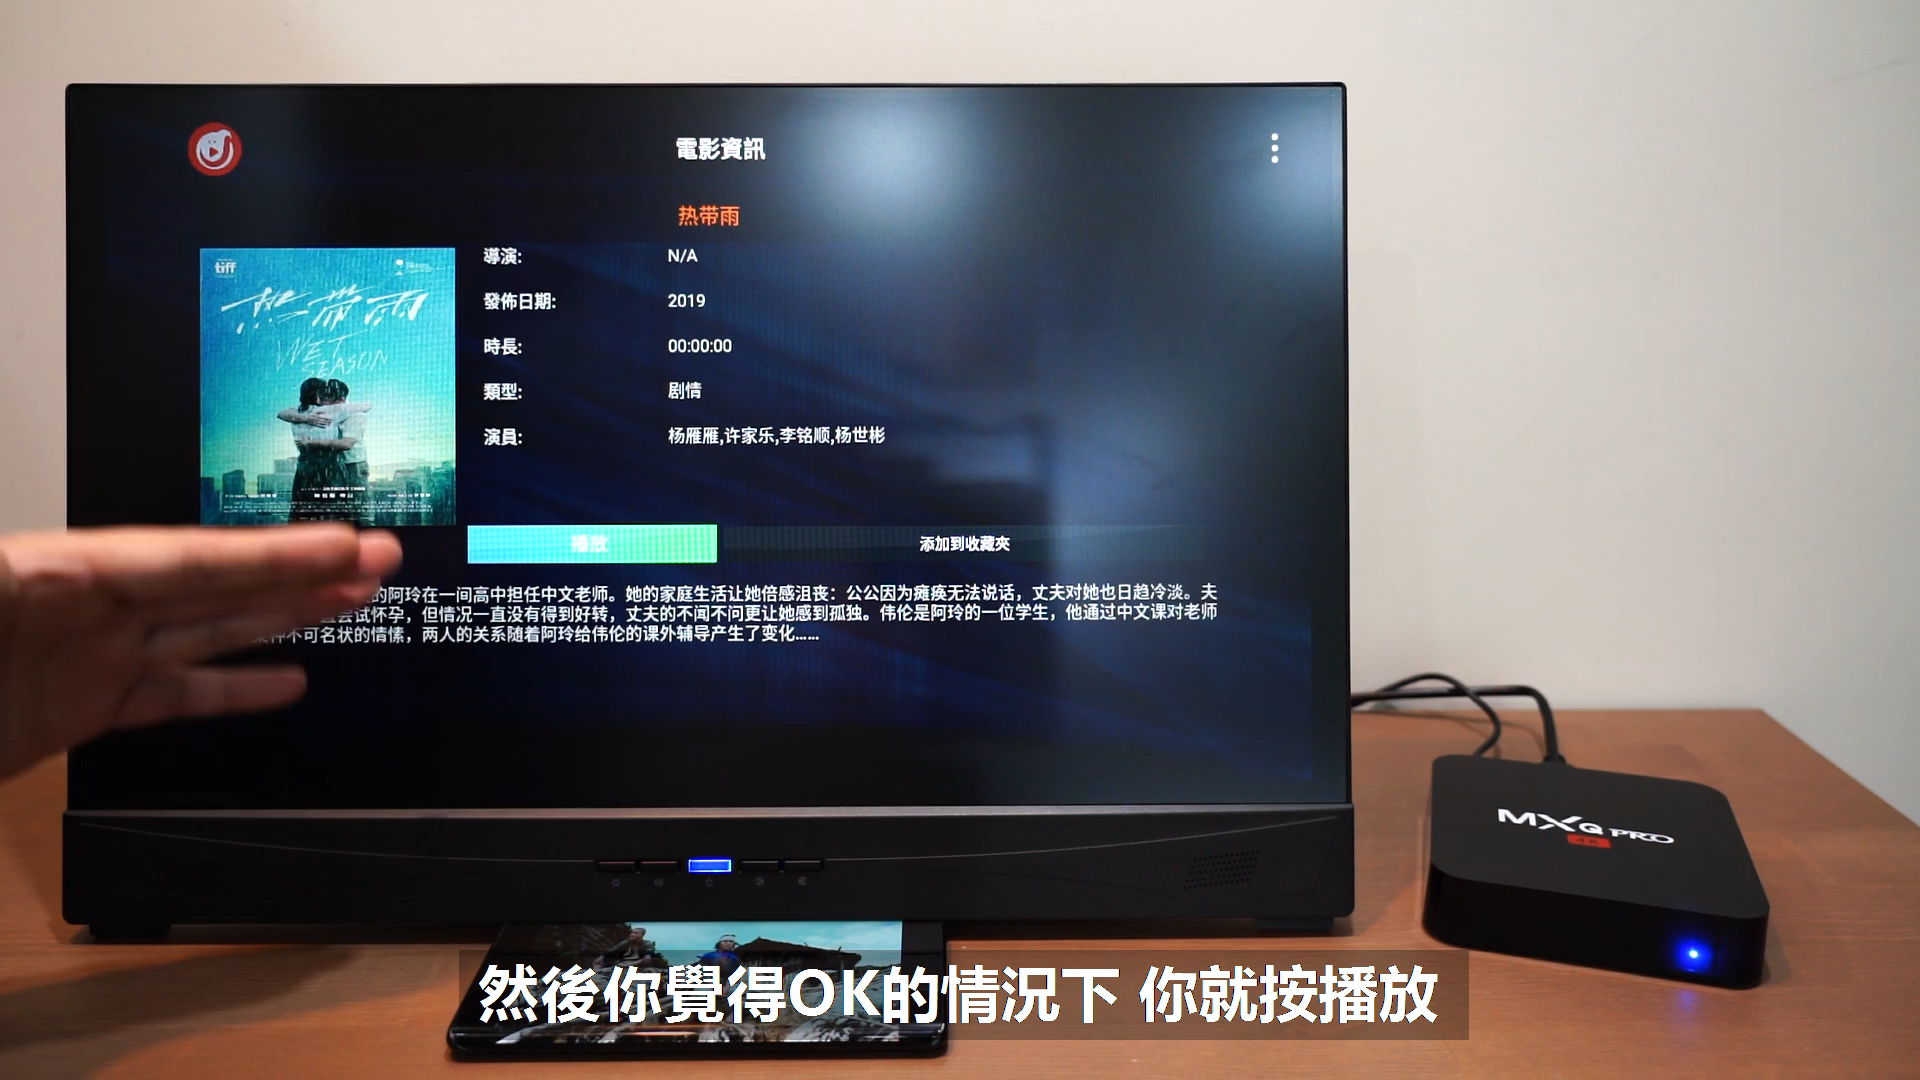 電影資訊
热带雨
tiff
热带雨
WET
SEASON
導演: N/A
發佈日期: 2019
時長: 00:00:00
類型: 剧情
演員: 杨雁雁,许家乐,李铭顺,杨世彬
播放 添加到收藏夾
的阿玲在一间高中担任中文老师。她的家庭生活让她倍感沮丧：公公因为瘫痪无法说话，丈夫对她也日趋冷淡。夫
尝试怀孕，但情况一直没有得到好转，丈夫的不闻不问更让她感到孤独。伟伦是阿玲的一位学生，他通过中文课对老师
不可名状的情愫，两人的关系随着阿玲给伟伦的课外辅导产生了变化……
MXQ PRO
4K
然後你覺得OK的情況下 你就按播放